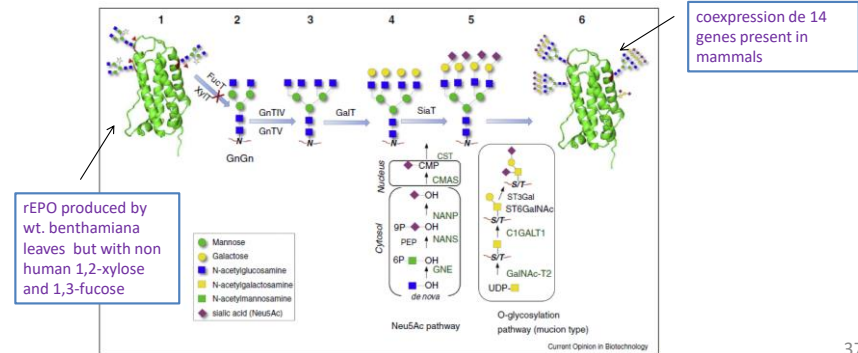 1
2
3
4
5
6
coexpression de 14
genes present in
mammals
FucT
XylT
GnTIV
GnTV
GalT
SiaT
N
N
N
N
GnGn
rEPO produced by
wt. benthamiana
leaves but with non
human 1,2-xylose
and 1,3-fucose
Mannose
Galactose
N-acetylglucosamine
N-acetylgalactosamine
N-acetylmannosamine
sialic acid (Neu5Ac)
Nucleus
CST
CMP
CMAS
Cytosol
OH
NANP
9P OH
PEP NANS
6P OH
GNE
OH
de nova
Neu5Ac pathway
S/T
ST3Gal
ST6GalNAc
S/T
C1GALT1
S/T
GalNAc-T2
UDP-
O-glycosylation
pathway (mucion type)
Current Opinion in Biotechnology
37